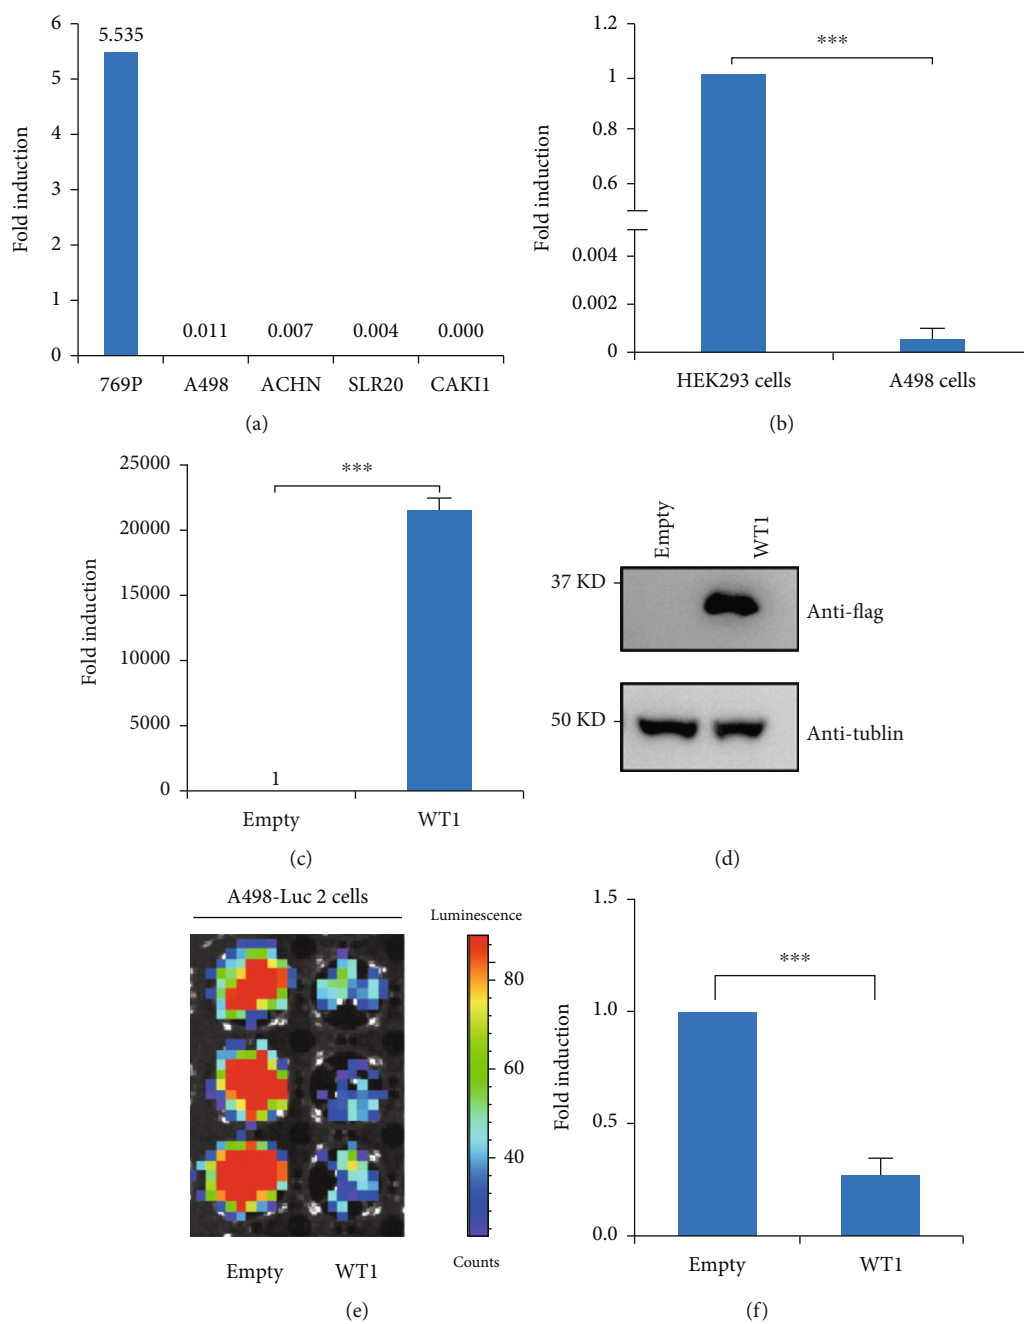 6
5
4
3
2
1
0
Fold induction
5.535
0.011
0.007
0.004
0.000
769P
A498
ACHN
SLR20
CAKI1
(a)
1.2
1
0.8
0.6
0.004
0.002
0
Fold induction
***
HEK293 cells
A498 cells
(b)
25000
20000
15000
10000
5000
0
Fold induction
***
1
Empty
WT1
(c)
Empty
WT1
37 KD
Anti-flag
50 KD
Anti-tublin
(d)
A498-Luc 2 cells
Luminescence
80
60
40
Counts
Empty
WT1
(e)
1.5
1.0
0.5
0.0
Fold induction
***
Empty
WT1
(f)